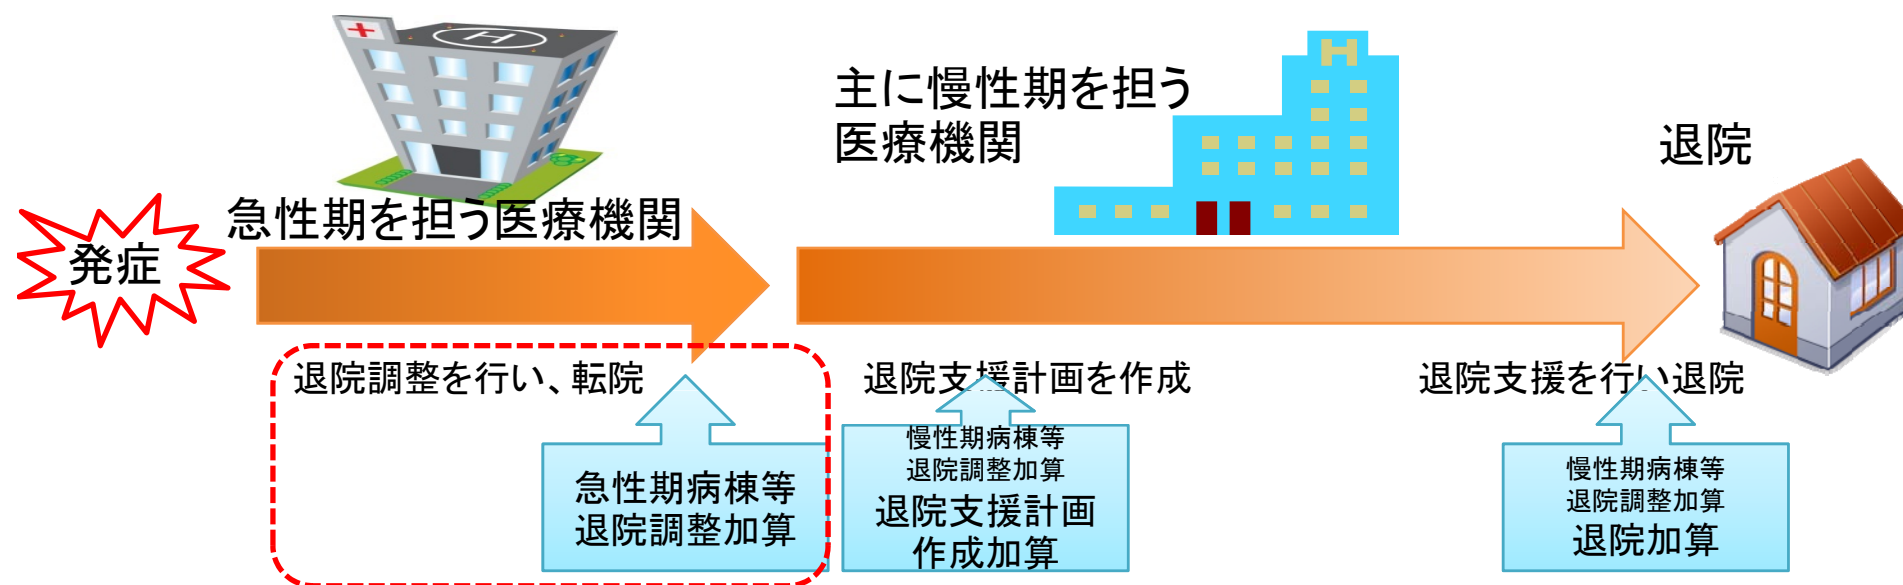 主に慢性期を担う
医療機関
退院
急性期を担う医療機関
発症
退院調整を行い、転院
退院支援計画を作成
退院支援を行い退院
急性期病棟等
退院調整加算
慢性期病棟等
退院調整加算
退院支援計画
作成加算
慢性期病棟等
退院調整加算
退院加算